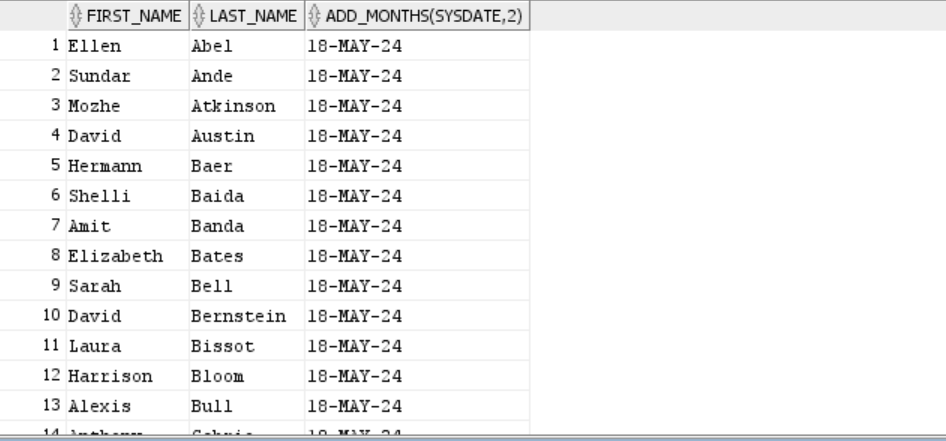 FIRST_NAME LAST_NAME ADD_MONTHS(SYSDATE,2)
1 Ellen Abel 18-MAY-24
2 Sundar Ande 18-MAY-24
3 Mozhe Atkinson 18-MAY-24
4 David Austin 18-MAY-24
5 Hermann Baer 18-MAY-24
6 Shelli Baida 18-MAY-24
7 Amit Banda 18-MAY-24
8 Elizabeth Bates 18-MAY-24
9 Sarah Bell 18-MAY-24
10 David Bernstein 18-MAY-24
11 Laura Bissot 18-MAY-24
12 Harrison Bloom 18-MAY-24
13 Alexis Bull 18-MAY-24
14 18-MAY-24